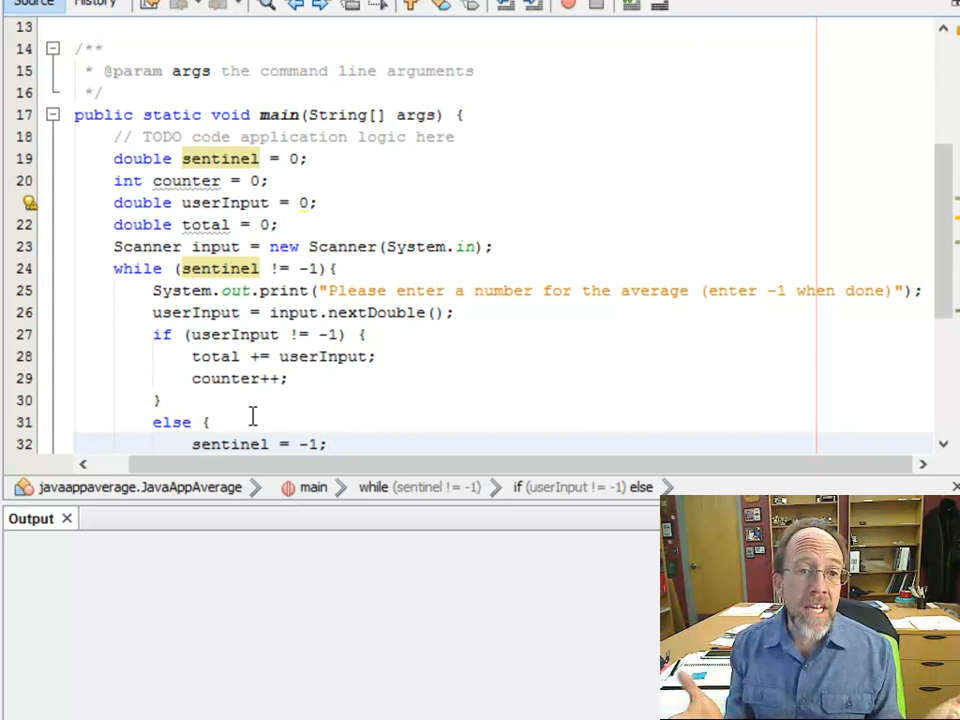 Source History
13
14 /**
15 * @param args the command line arguments
16 */
17 public static void main(String[] args) {
18 // TODO code application logic here
19 double sentinel = 0;
20 int counter = 0;
double userInput = 0;
22 double total = 0;
23 Scanner input = new Scanner(System.in);
24 while (sentinel != -1){
25 System.out.print("Please enter a number for the average (enter -1 when done)");
26 userInput = input.nextDouble();
27 if (userInput != -1) {
28 total += userInput;
29 counter++;
30 }
31 else {
32 sentinel = -1;
javaappaverage.JavaAppAverage main while (sentinel != -1) if (userInput != -1) else
Output